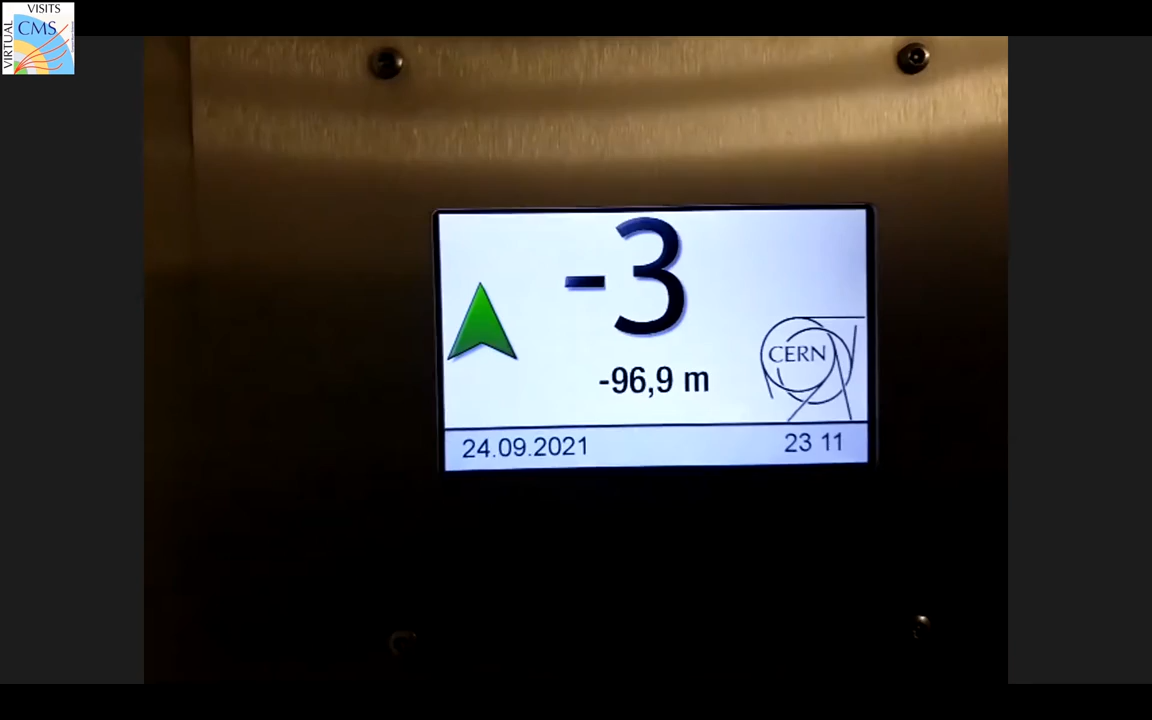 VISITS
VIRTUAL
CMS
-3
-96,9 m
CERN
24.09.2021
23 11